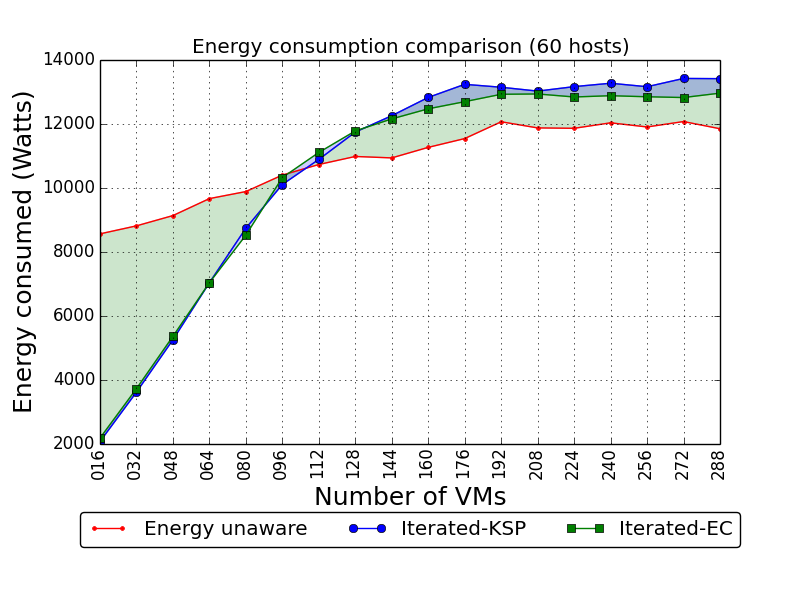 Energy consumption comparison (60 hosts)
14000
12000
10000
8000
6000
4000
2000
Energy consumed (Watts)
016 032 048 064 080 096 112 128 144 160 176 192 208 224 240 256 272 288
Number of VMs
Energy unaware Iterated-KSP Iterated-EC